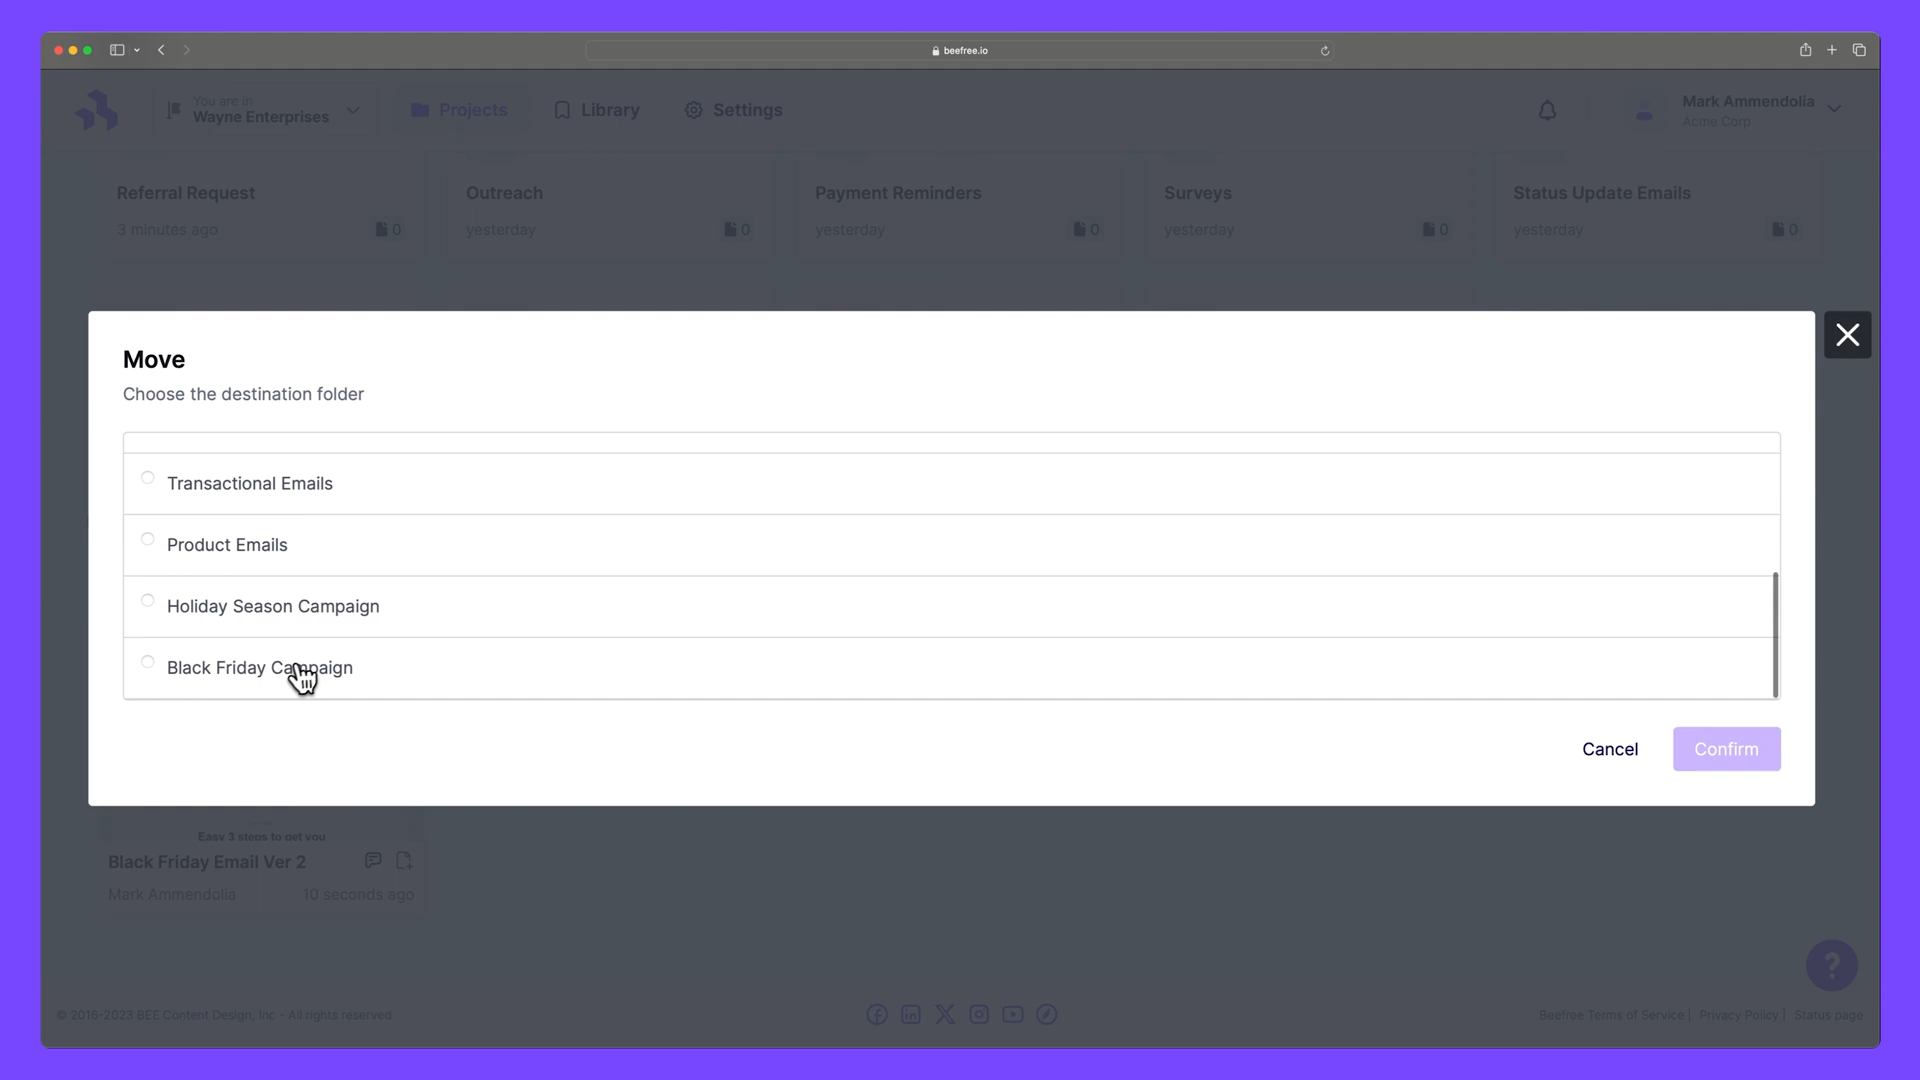 beefree.io
You are in
Wayne Enterprises
Projects
Library
Settings
Mark Ammendolia
Acme Corp
Referral Request
3 minutes ago
0
Outreach
yesterday
0
Payment Reminders
yesterday
0
Surveys
yesterday
0
Status Update Emails
yesterday
0
Move
Choose the destination folder
Transactional Emails
Product Emails
Holiday Season Campaign
Black Friday Campaign
Cancel
Confirm
Easy 3 steps to get you
Black Friday Email Ver 2
Mark Ammendolia
10 seconds ago
?
© 2016-2023 BEE Content Design, Inc - All rights reserved
Beefree Terms of Service | Privacy Policy | Status page